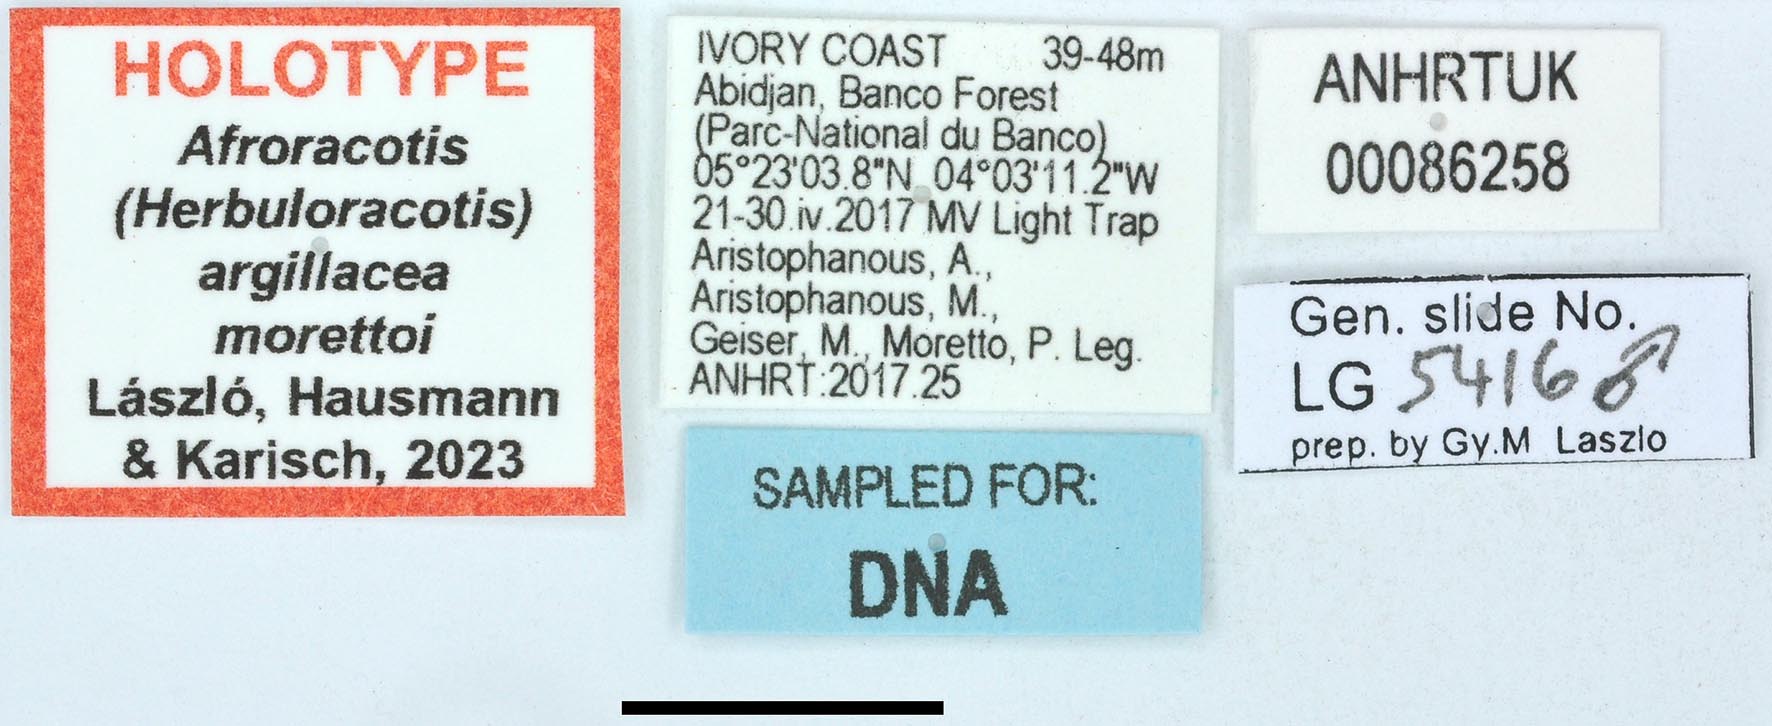 HOLOTYPE
Afroracotis
(Herbuloracotis)
argillacea
morettoi
László, Hausmann
& Karisch, 2023
IVORY COAST 39-48m
Abidjan, Banco Forest
(Parc-National du Banco)
05°23'03.8"N 04°03'11.2"W
21-30.iv.2017 MV Light Trap
Aristophanous, A.,
Aristophanous, M.,
Geiser, M., Moretto, P. Leg.
ANHRT:2017.25
SAMPLED FOR:
DNA
ANHRTUK
00086258
Gen. slide No.
LG 5416 ♂
prep. by Gy.M Laszlo